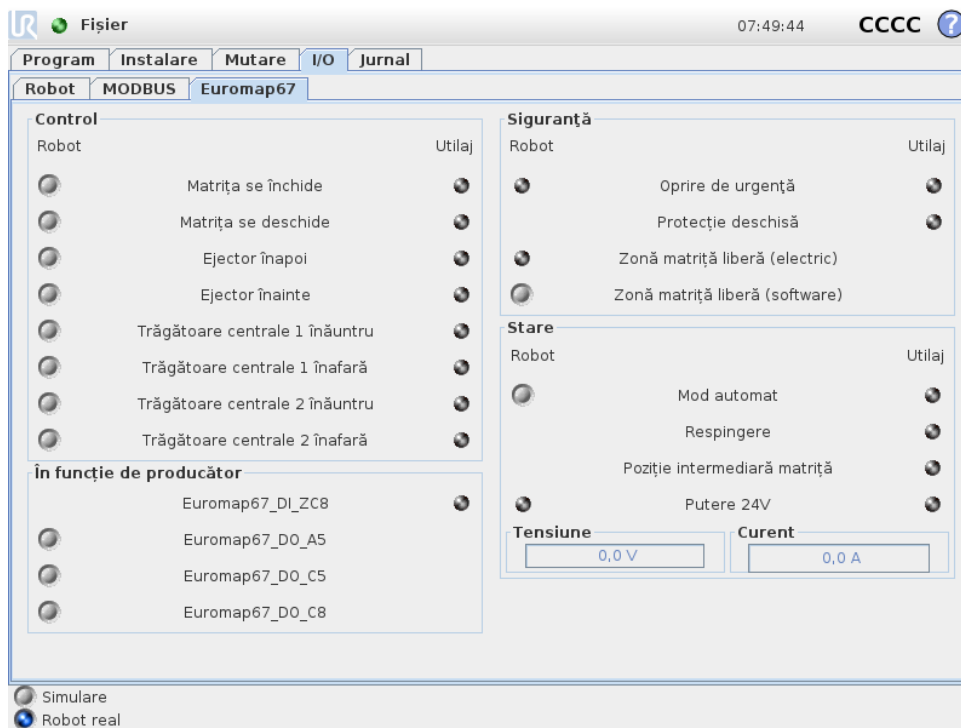 UR Fișier 07:49:44 CCCC ?
Program Instalare Mutare I/O Jurnal
Robot MODBUS Euromap67
Control
Robot Utilaj
Matrița se închide
Matrița se deschide
Ejector înapoi
Ejector înainte
Trăgătoare centrale 1 înăuntru
Trăgătoare centrale 1 înafară
Trăgătoare centrale 2 înăuntru
Trăgătoare centrale 2 înafară
În funcție de producător
Euromap67_DI_ZC8
Euromap67_DO_A5
Euromap67_DO_C5
Euromap67_DO_C8
Siguranţă
Robot Utilaj
Oprire de urgență
Protecție deschisă
Zonă matriță liberă (electric)
Zonă matriță liberă (software)
Stare
Robot Utilaj
Mod automat
Respingere
Poziție intermediară matriță
Putere 24V
Tensiune Curent
0,0 V 0,0 A
Simulare
Robot real